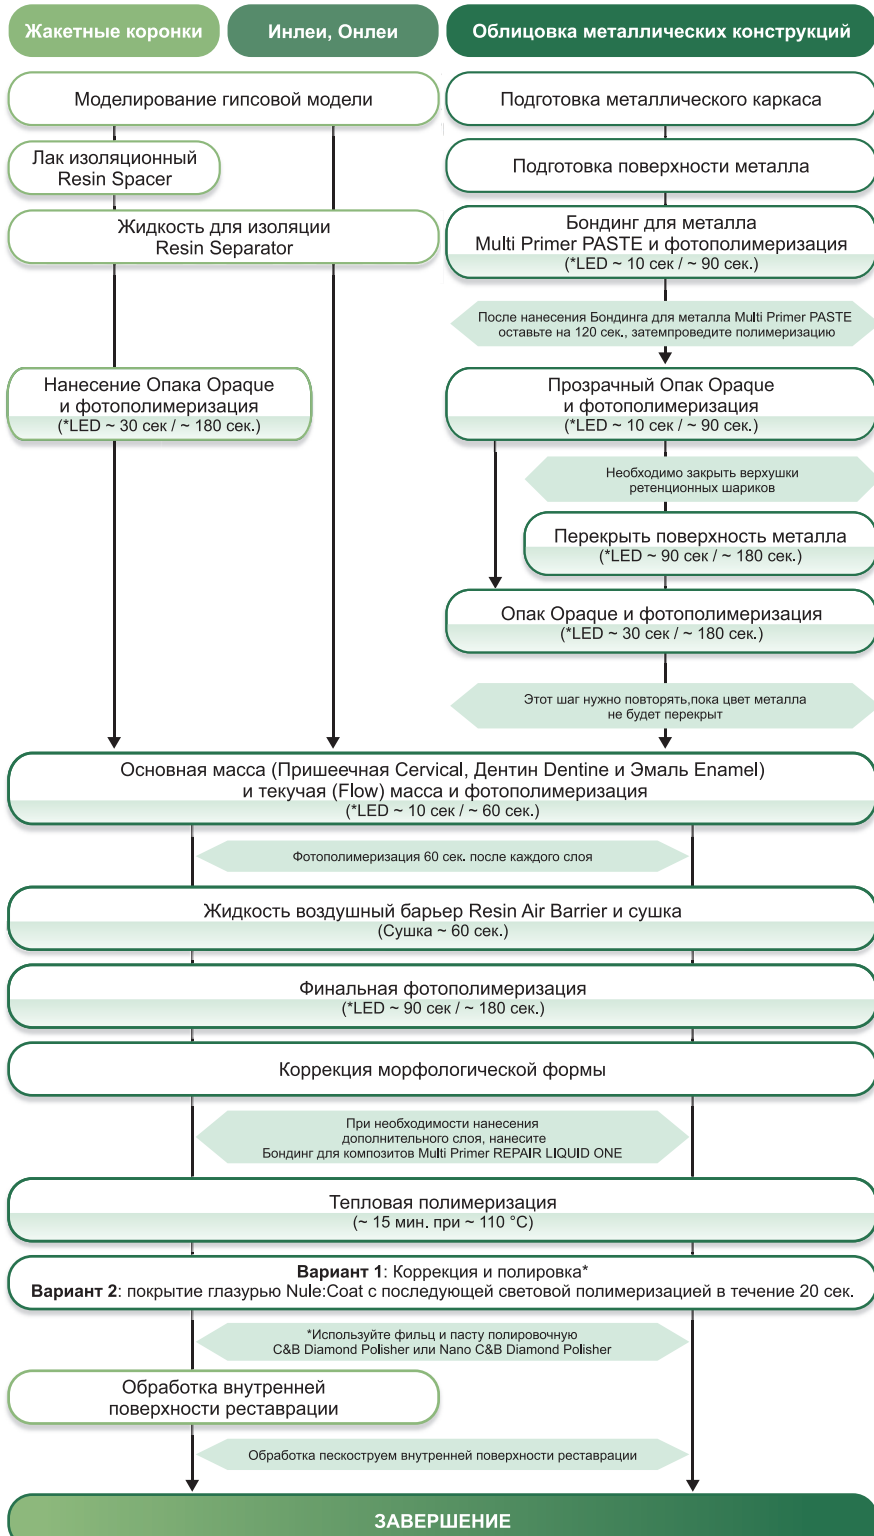 Жакетные коронки
Инлеи, Онлеи
Облицовка металлических конструкций
Моделирование гипсовой модели
Подготовка металлического каркаса
Лак изоляционный
Resin Spacer
Подготовка поверхности металла
Жидкость для изоляции
Resin Separator
Бондинг для металла
Multi Primer PASTE и фотополимеризация
(*LED ~ 10 сек / ~ 90 сек.)
После нанесения Бондинга для металла Multi Primer PASTE
оставьте на 120 сек., затемпроведите полимеризацию
Нанесение Опака Opaque
и фотополимеризация
(*LED ~ 30 сек / ~ 180 сек.)
Прозрачный Опак Opaque
и фотополимеризация
(*LED ~ 10 сек / ~ 90 сек.)
Необходимо закрыть верхушки
ретенционных шариков
Перекрыть поверхность металла
(*LED ~ 90 сек / ~ 180 сек.)
Опак Opaque и фотополимеризация
(*LED ~ 30 сек / ~ 180 сек.)
Этот шаг нужно повторять,пока цвет металла
не будет перекрыт
Основная масса (Пришеечная Cervical, Дентин Dentine и Эмаль Enamel)
и текучая (Flow) масса и фотополимеризация
(*LED ~ 10 сек / ~ 60 сек.)
Фотополимеризация 60 сек. после каждого слоя
Жидкость воздушный барьер Resin Air Barrier и сушка
(Сушка ~ 60 сек.)
Финальная фотополимеризация
(*LED ~ 90 сек / ~ 180 сек.)
Коррекция морфологической формы
При необходимости нанесения
дополнительного слоя, нанесите
Бондинг для композитов Multi Primer REPAIR LIQUID ONE
Тепловая полимеризация
(~ 15 мин. при ~ 110 °C)
Вариант 1: Коррекция и полировка*
Вариант 2: покрытие глазурью Nule:Coat с последующей световой полимеризацией в течение 20 сек.
*Используйте фильц и пасту полировочную
C&B Diamond Polisher или Nano C&B Diamond Polisher
Обработка внутренней
поверхности реставрации
Обработка пескоструем внутренней поверхности реставрации
ЗАВЕРШЕНИЕ